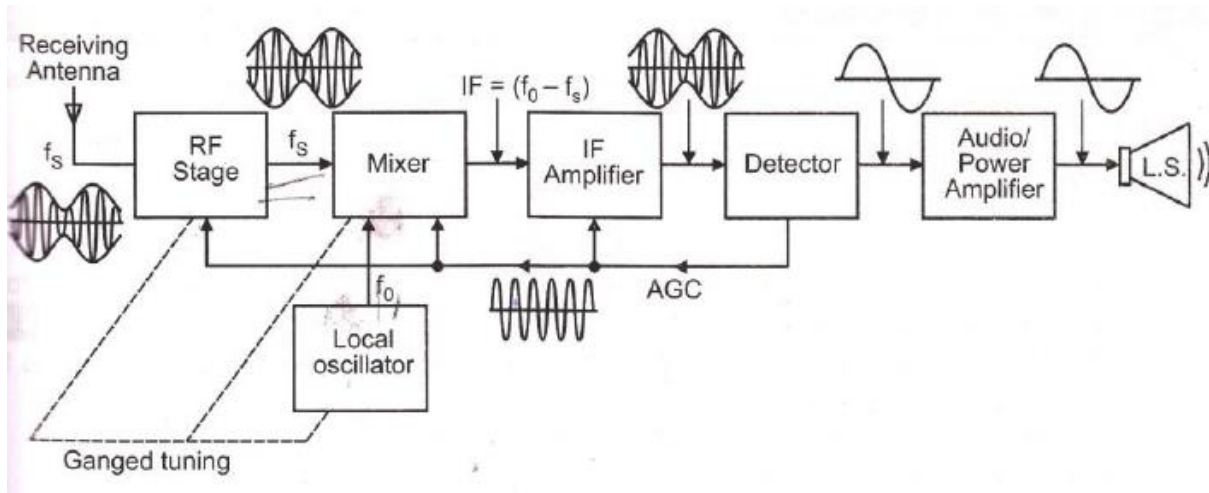 Receiving
Antenna
fS
RF
Stage
fS
Mixer
IF = (f0 – fs)
IF
Amplifier
Detector
Audio/
Power
Amplifier
L.S.
AGC
f0
Local
oscillator
Ganged tuning